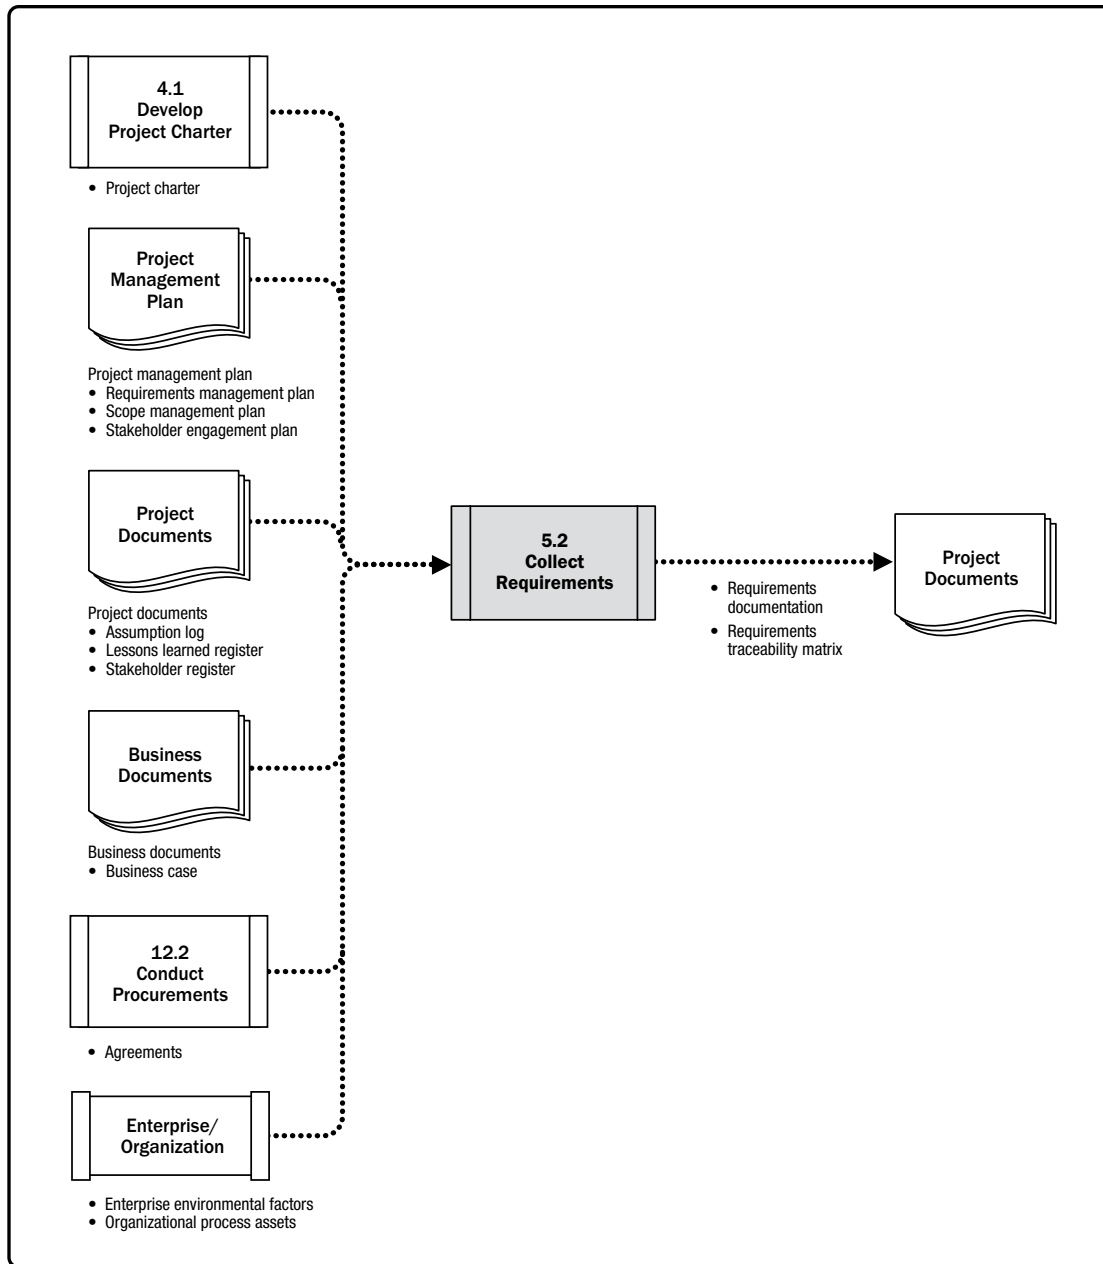 4.1
Develop
Project Charter
• Project charter
Project
Management
Plan
Project management plan
• Requirements management plan
• Scope management plan
• Stakeholder engagement plan
Project
Documents
Project documents
• Assumption log
• Lessons learned register
• Stakeholder register
Business
Documents
Business documents
• Business case
12.2
Conduct
Procurements
• Agreements
Enterprise/
Organization
• Enterprise environmental factors
• Organizational process assets
5.2
Collect
Requirements
• Requirements
documentation
• Requirements
traceability matrix
Project
Documents